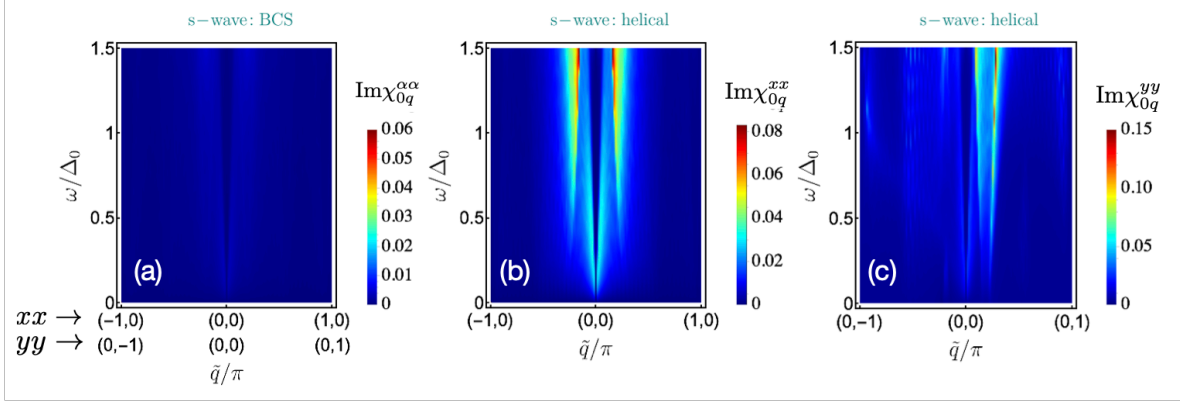 s−wave: BCS
s−wave: helical
s−wave: helical
1.5
1
0.5
0
ω/Δ₀
(a)
Imχ^{αα}_{0q}
0.06
0.05
0.04
0.03
0.02
0.01
0
xx → (−1,0) (0,0) (1,0)
yy → (0,−1) (0,0) (0,1)
q̃/π
1.5
1
0.5
0
ω/Δ₀
(b)
Imχ^{xx}_{0q}
0.08
0.06
0.04
0.02
0
(−1,0) (0,0) (1,0)
q̃/π
1.5
1
0.5
0
ω/Δ₀
(c)
Imχ^{yy}_{0q}
0.15
0.10
0.05
0
(0,−1) (0,0) (0,1)
q̃/π